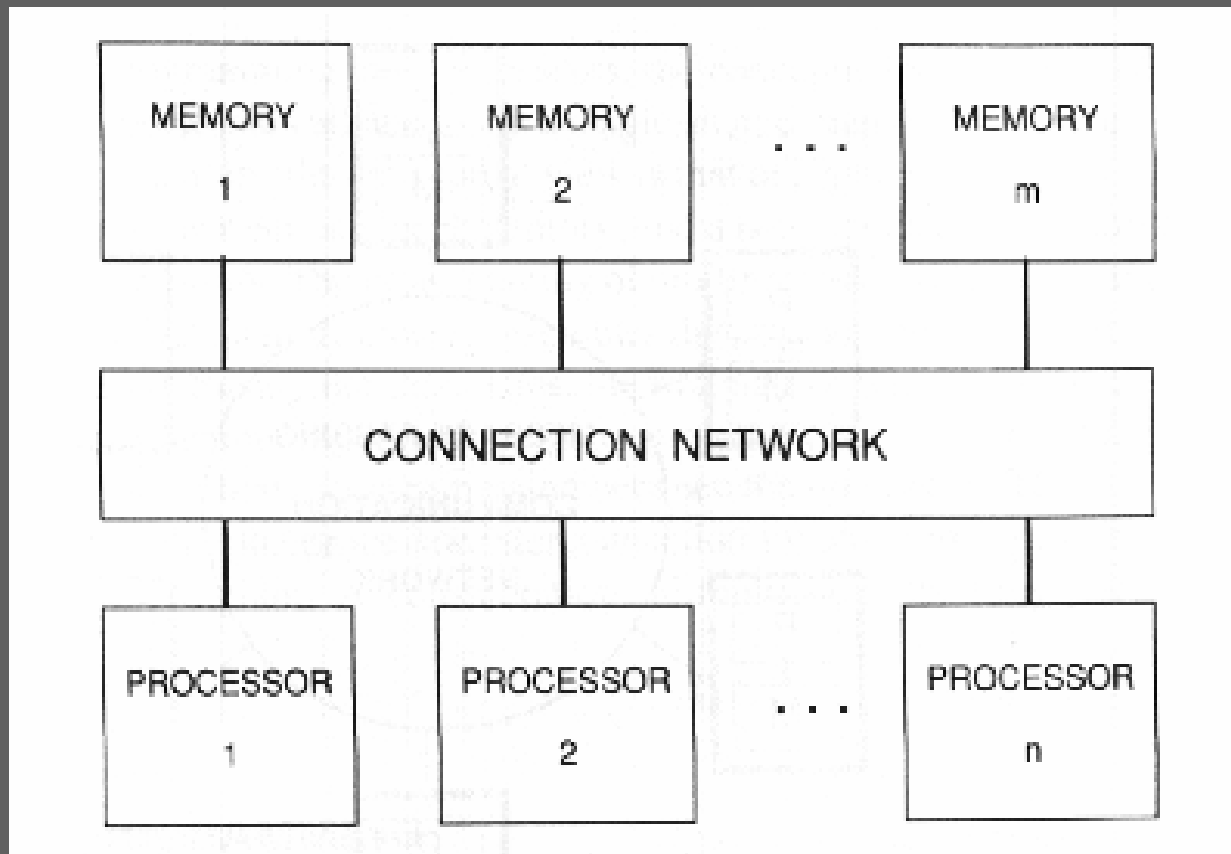 MEMORY MEMORY . . . MEMORY
1 2 m
CONNECTION NETWORK
PROCESSOR PROCESSOR . . . PROCESSOR
1 2 n